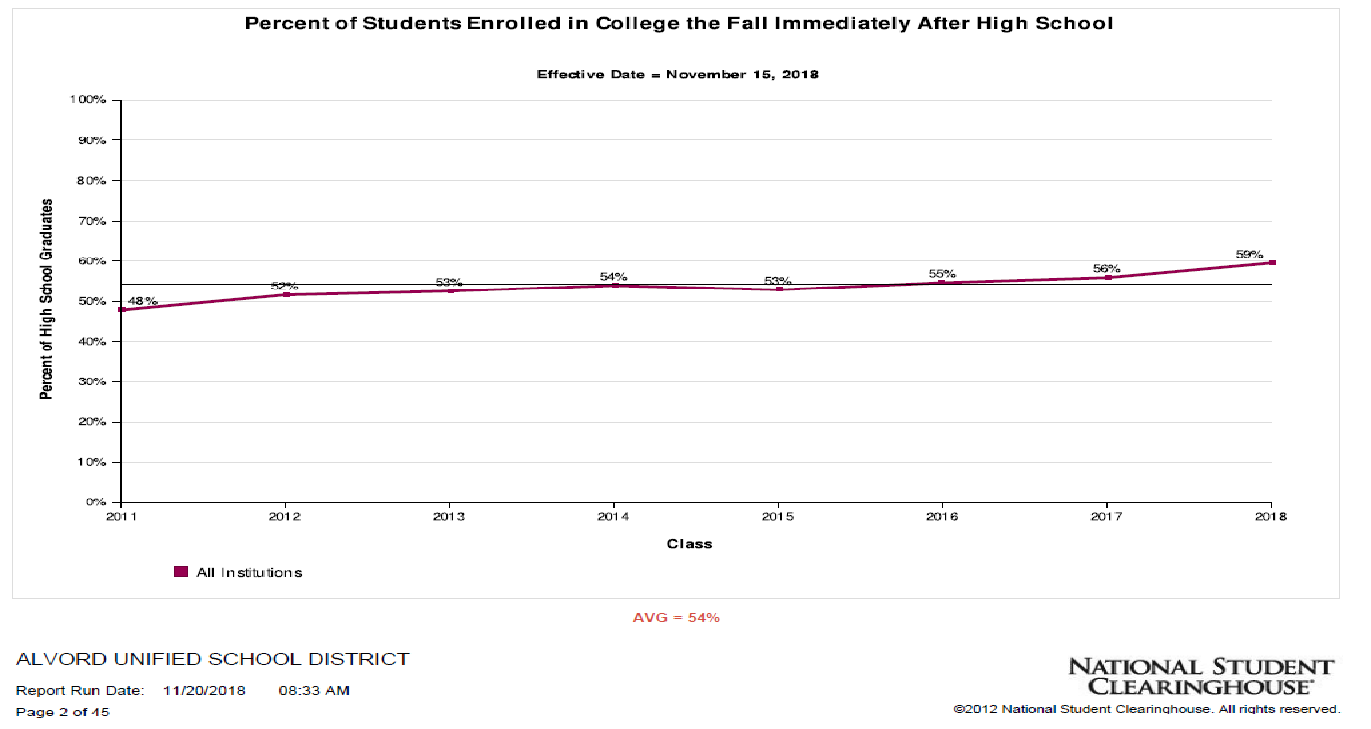 Percent of Students Enrolled in College the Fall Immediately After High School
Effective Date = November 15, 2018
Percent of High School Graduates
100%
90%
80%
70%
60%
50%
40%
30%
20%
10%
0%
48%
52%
53%
54%
53%
55%
56%
59%
2011 2012 2013 2014 2015 2016 2017 2018
Class
All Institutions
AVG = 54%
ALVORD UNIFIED SCHOOL DISTRICT
Report Run Date: 11/20/2018 08:33 AM
Page 2 of 45
NATIONAL STUDENT
CLEARINGHOUSE®
©2012 National Student Clearinghouse. All rights reserved.